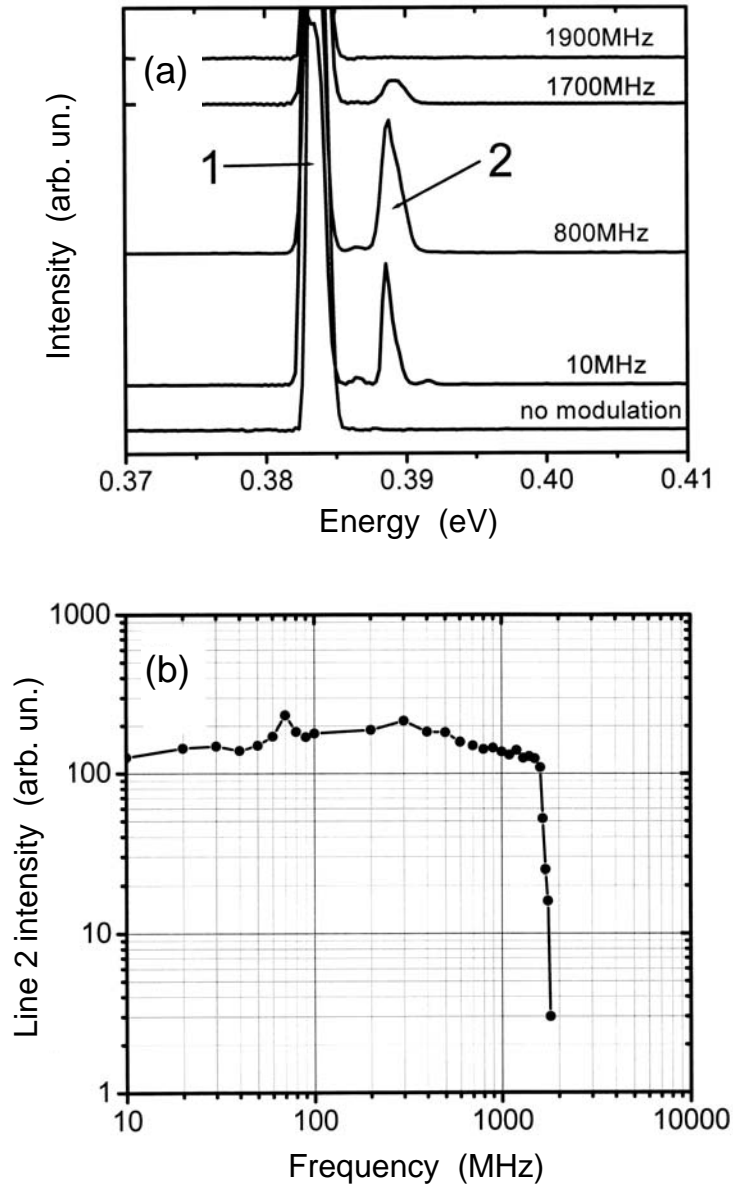 (a)
1900MHz
1700MHz
1
2
800MHz
10MHz
no modulation
Intensity (arb. un.)
0.37 0.38 0.39 0.40 0.41
Energy (eV)
(b)
1000
100
10
1
Line 2 intensity (arb. un.)
10 100 1000 10000
Frequency (MHz)